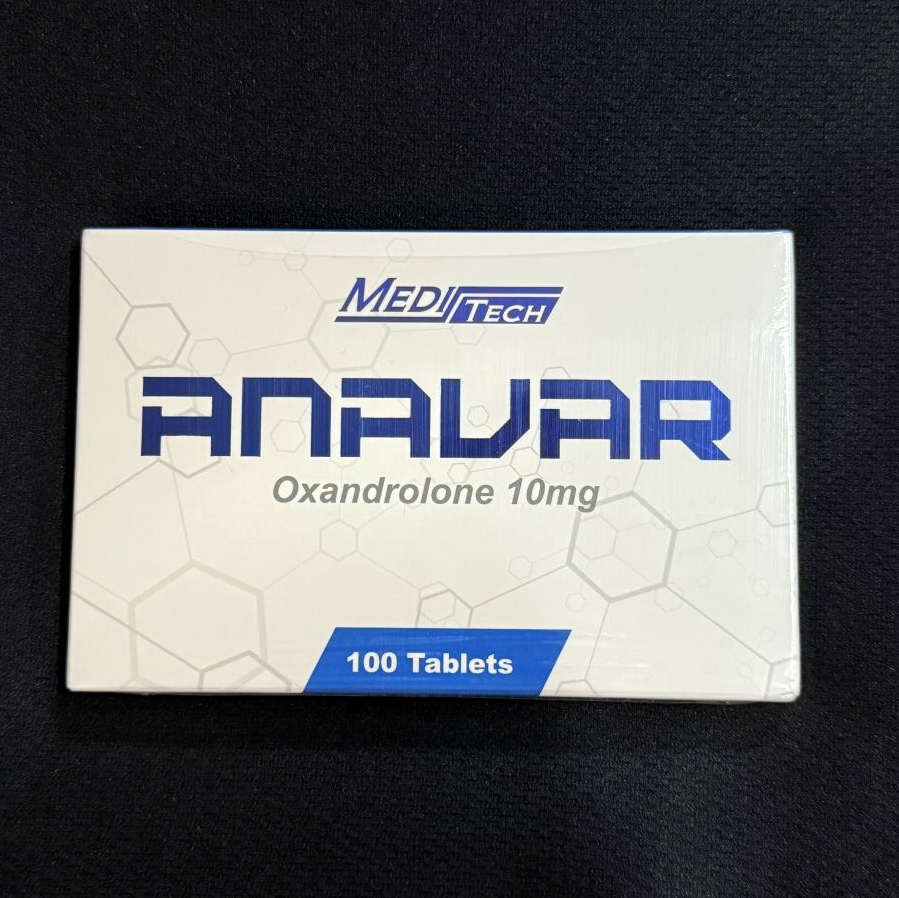 MEDITECH
ANAVAR
Oxandrolone 10mg
100 Tablets